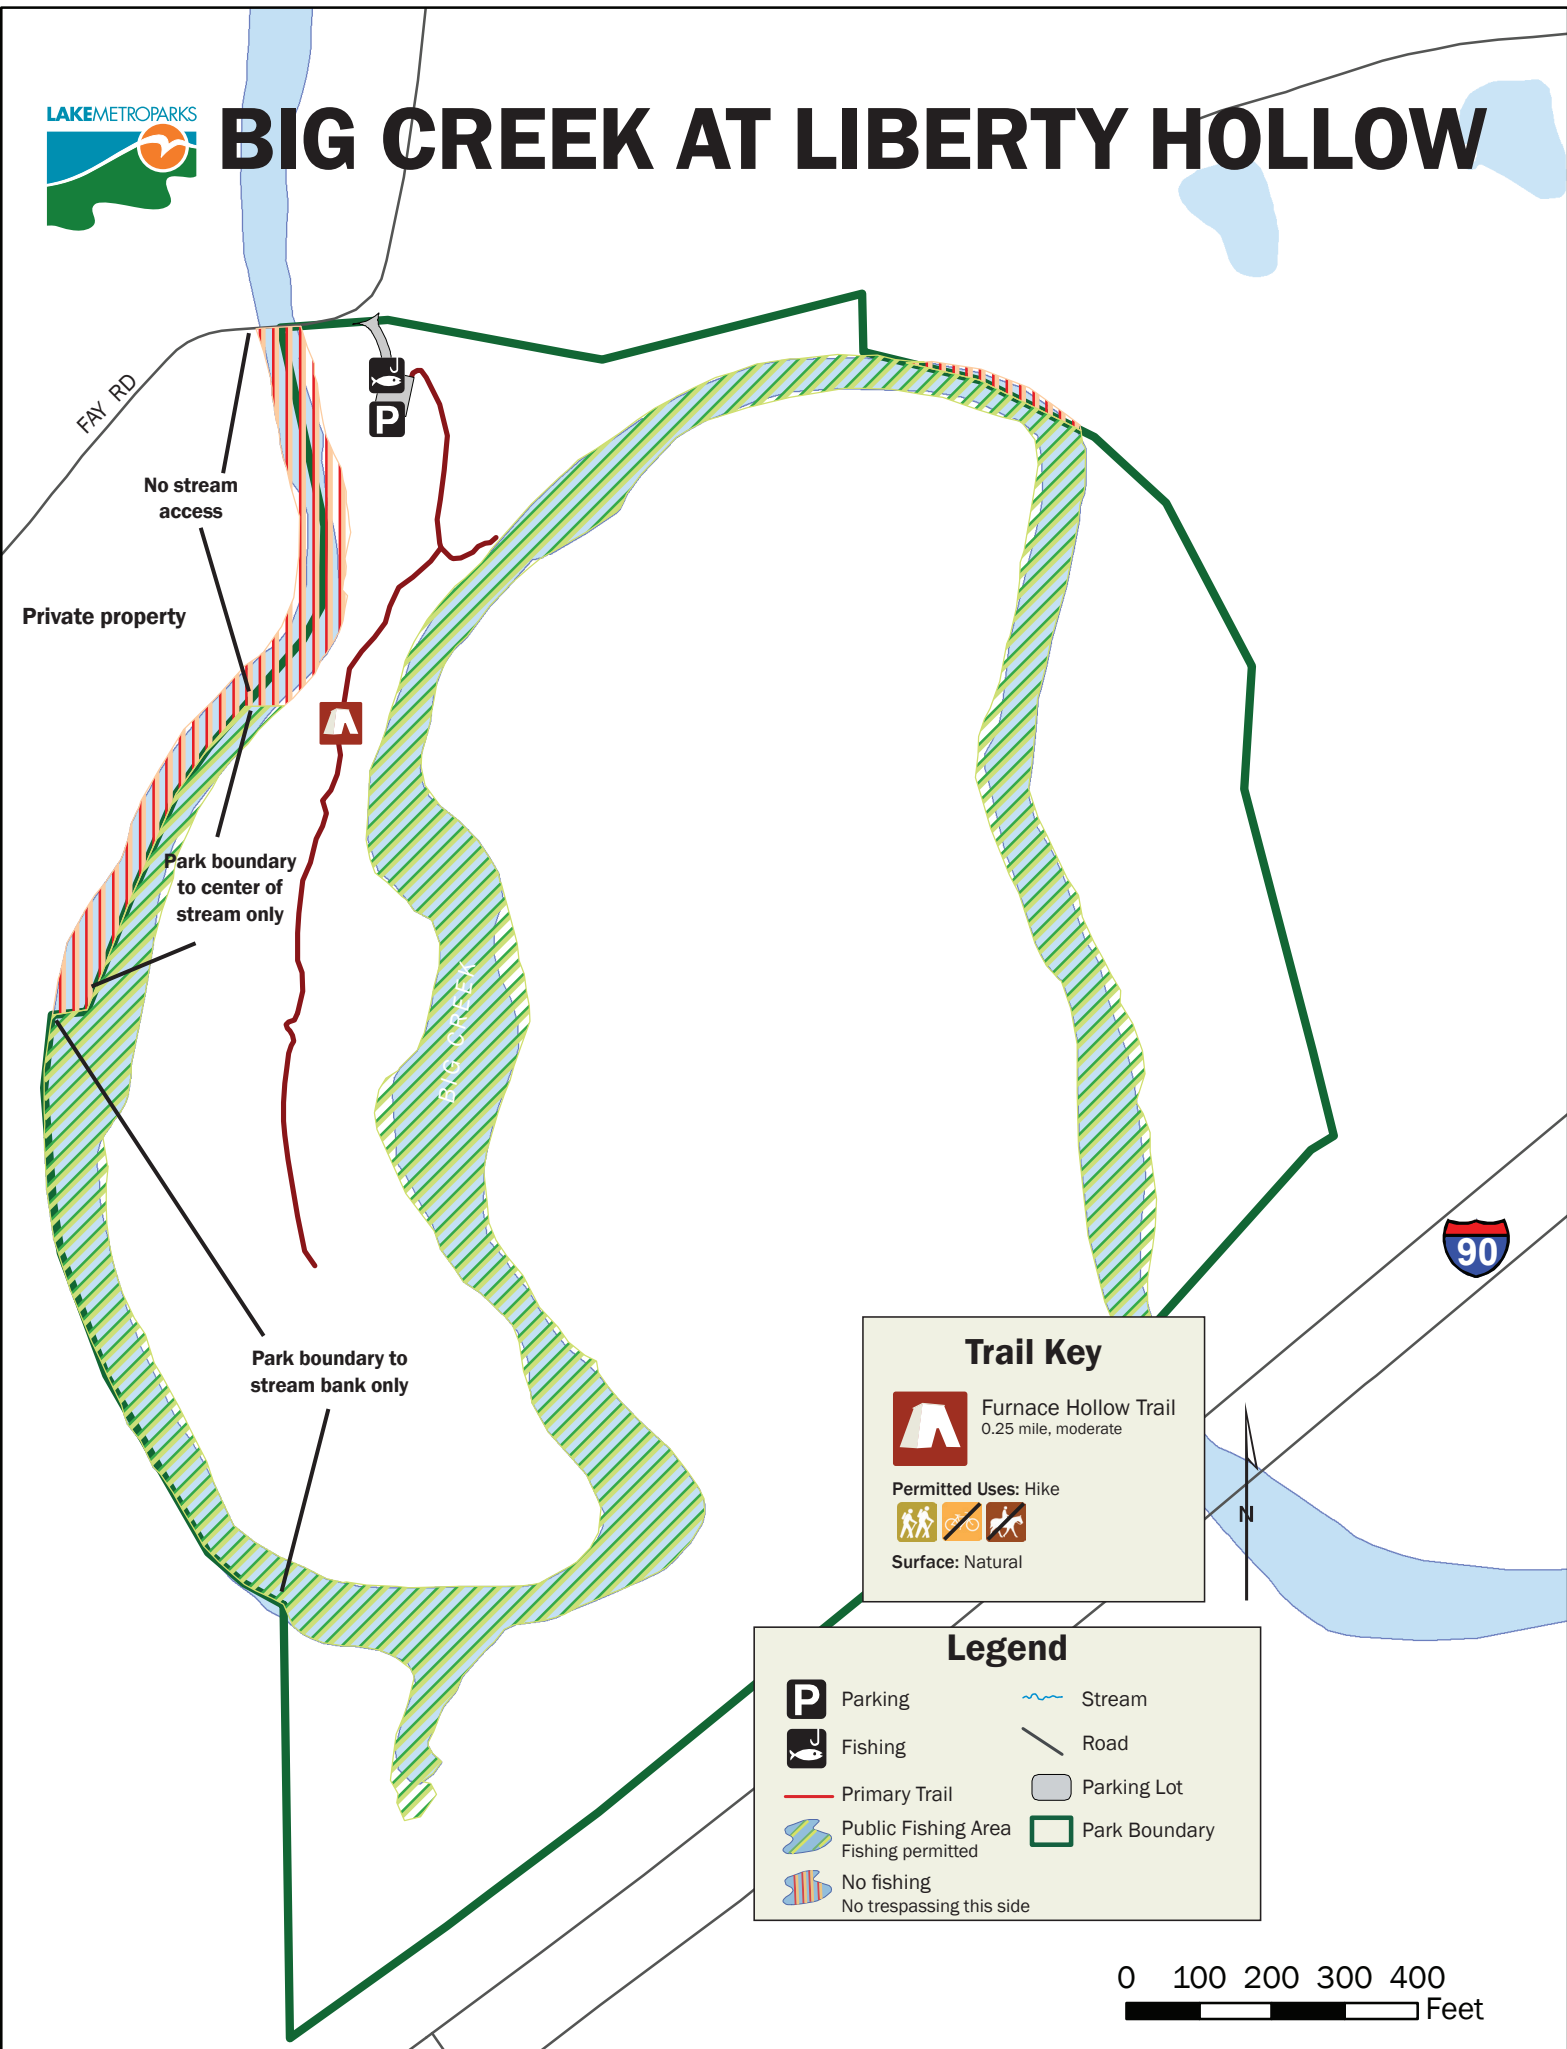 LAKEMETROPARKS
BIG CREEK AT LIBERTY HOLLOW
FAY RD
P
No stream
access
Private property
Park boundary
to center of
stream only
BIG CREEK
90
Park boundary to
stream bank only
Trail Key
Furnace Hollow Trail
0.25 mile, moderate
Permitted Uses: Hike
Surface: Natural
N
Legend
P Parking
Fishing
Primary Trail
Public Fishing Area
Fishing permitted
No fishing
No trespassing this side
Stream
Road
Parking Lot
Park Boundary
0 100 200 300 400
Feet